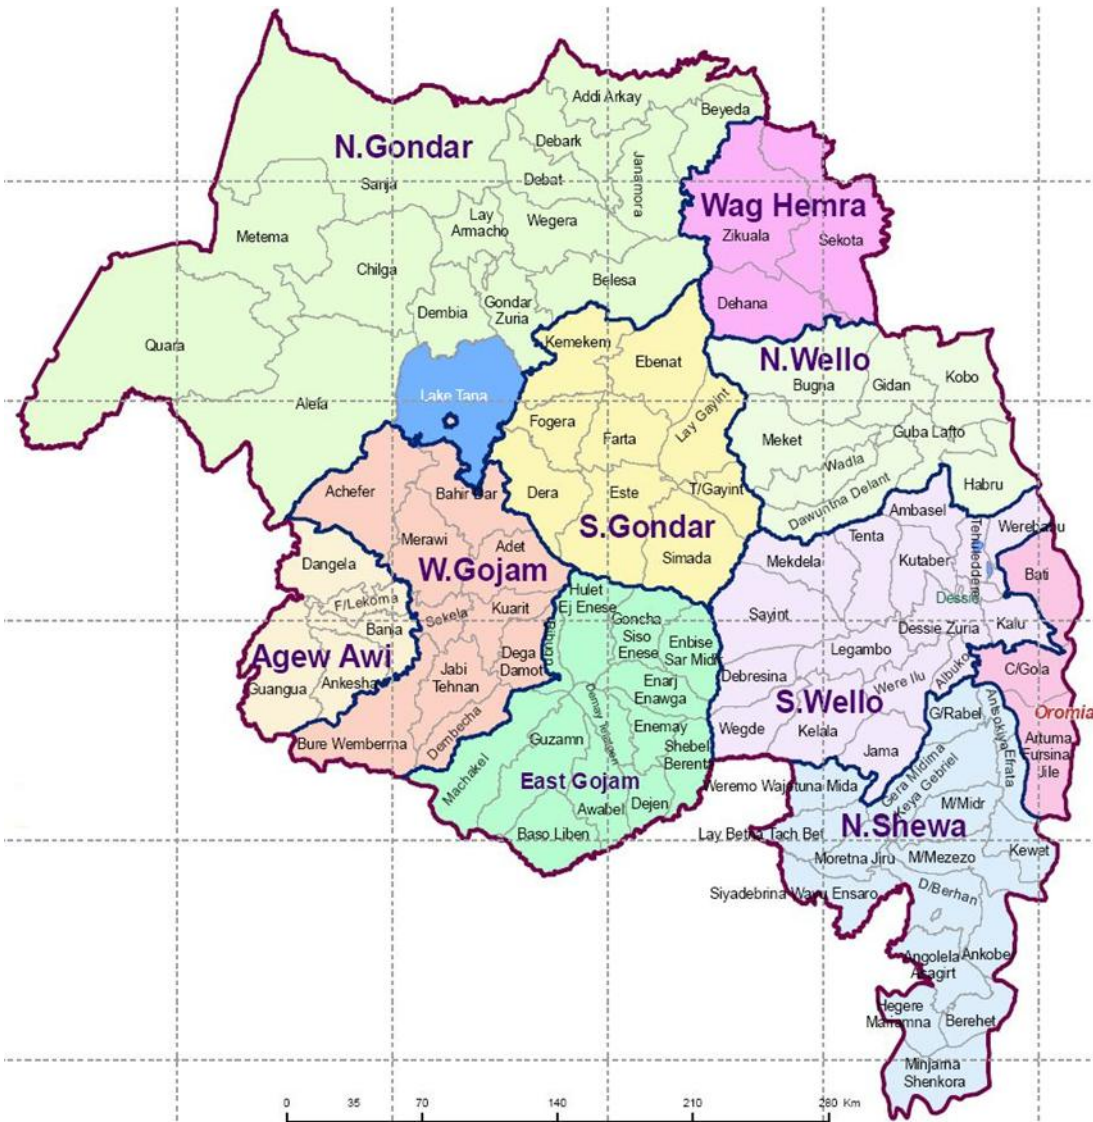 Addi Arkay
Beyeda
Debark
N.Gondar
Janamora
Sanja
Debat
Wag Hemra
Lay
Armacho
Wegera
Metema
Zikuala
Sekota
Chilga
Belesa
Dehana
Gondar
Zuria
Dembia
Quara
Kemekem
Ebenat
N.Wello
Bugna
Gidan
Kobo
Lake Tana
Alefa
Lay Gayint
Fogera
Farta
Meket
Guba Lafto
Wadla
Achefer
Bahir Dar
Dera
Este
T/Gayint
Dawuntna Delant
Habru
Ambasel
S.Gondar
Tenta
Tehuledere
Werebabu
Merawi
Adet
Simada
Mekdela
Kutaber
Dangela
W.Gojam
Bati
F/Lekoma
Hulet
Ej Enese
Dessie
Sekela
Kuarit
Goncha
Siso
Enese
Sayint
Banja
Bibugn
Enbise
Sar Midir
Dessie Zuria
Kalu
Agew Awi
Dega
Damot
Legambo
Albuko
Jabi
Tehnan
Debresina
Were Ilu
C/Gola
Guangua
Ankesha
Enarj
Enawga
S.Wello
G/Rabel
Antsokiya
Oromia
Dembecha
Enemay
Wegde
Kelala
Bure Wemberma
Guzamn
Shebel
Berenta
Jama
Efrata
Artuma
Fursina
Jile
Machakel
East Gojam
Weremo Wajetuna Mida
Gera Midima
Keya Gebriel
Awabel
Dejen
M/Midr
N.Shewa
Baso Liben
Lay Betna Tach Bet
Moretna Jiru
M/Mezezo
Kewet
Siyadebrina Wayu Ensaro
D/Berhan
Angolela
Asagirt
Ankober
Hegere
Mariamna
Berehet
Minjarna
Shenkora
0 35 70 140 210 280 Km